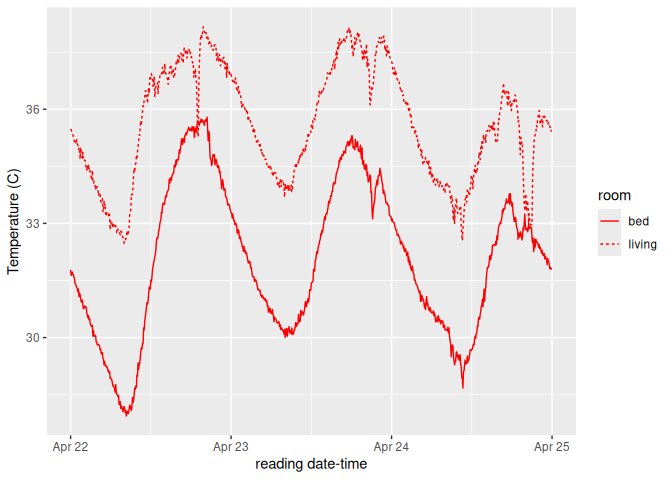 Temperature (C)
36
33
30
Apr 22
Apr 23
Apr 24
Apr 25
reading date-time
room
bed
living